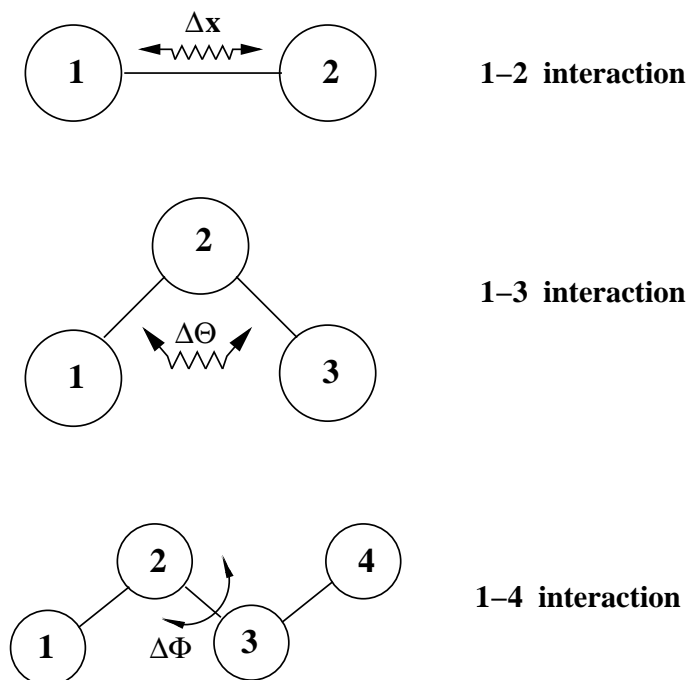 Δx
1
2
1–2 interaction
2
1–3 interaction
ΔΘ
1
3
2
4
1–4 interaction
1
3
ΔΦ